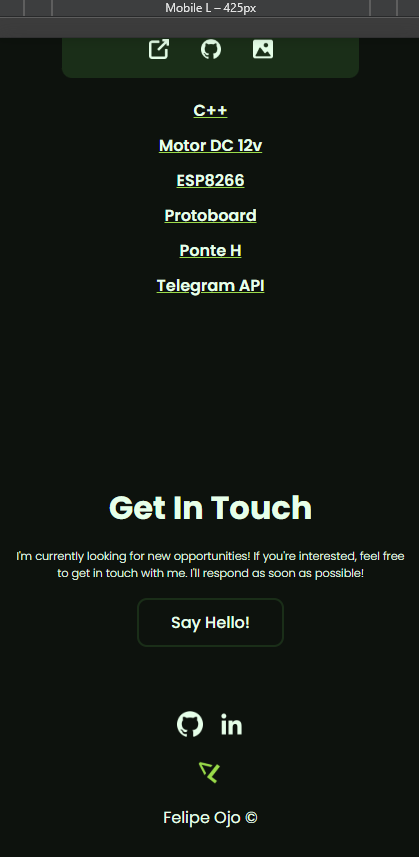 Mobile L – 425px
C++
Motor DC 12v
ESP8266
Protoboard
Ponte H
Telegram API
Get In Touch
I'm currently looking for new opportunities! If you're interested, feel free
to get in touch with me. I'll respond as soon as possible!
Say Hello!
in
Felipe Ojo ©